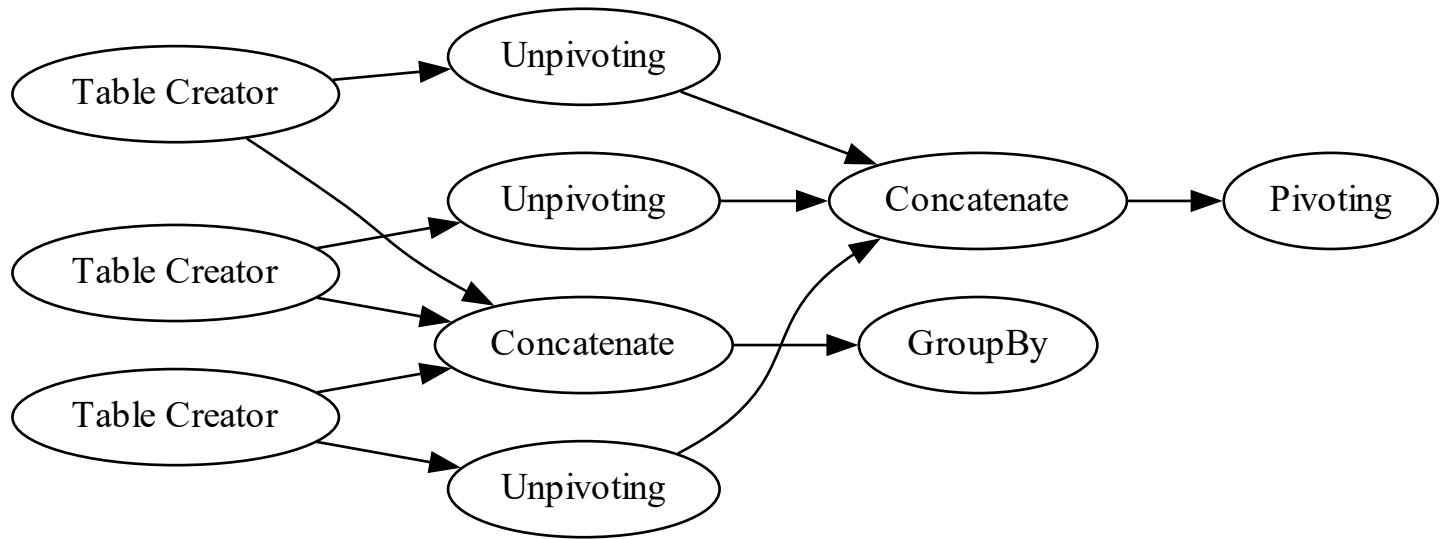 Table Creator
Table Creator
Table Creator
Unpivoting
Unpivoting
Concatenate
Unpivoting
Concatenate
GroupBy
Pivoting